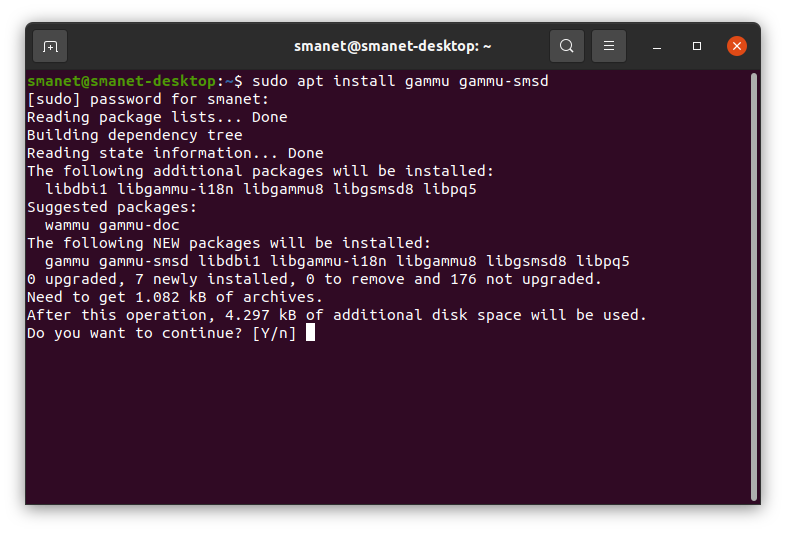 smanet@smanet-desktop: ~
smanet@smanet-desktop:~$ sudo apt install gammu gammu-smsd
[sudo] password for smanet:
Reading package lists... Done
Building dependency tree
Reading state information... Done
The following additional packages will be installed:
  libdbi1 libgammu-i18n libgammu8 libgsmsd8 libpq5
Suggested packages:
  wammu gammu-doc
The following NEW packages will be installed:
  gammu gammu-smsd libdbi1 libgammu-i18n libgammu8 libgsmsd8 libpq5
0 upgraded, 7 newly installed, 0 to remove and 176 not upgraded.
Need to get 1.082 kB of archives.
After this operation, 4.297 kB of additional disk space will be used.
Do you want to continue? [Y/n]